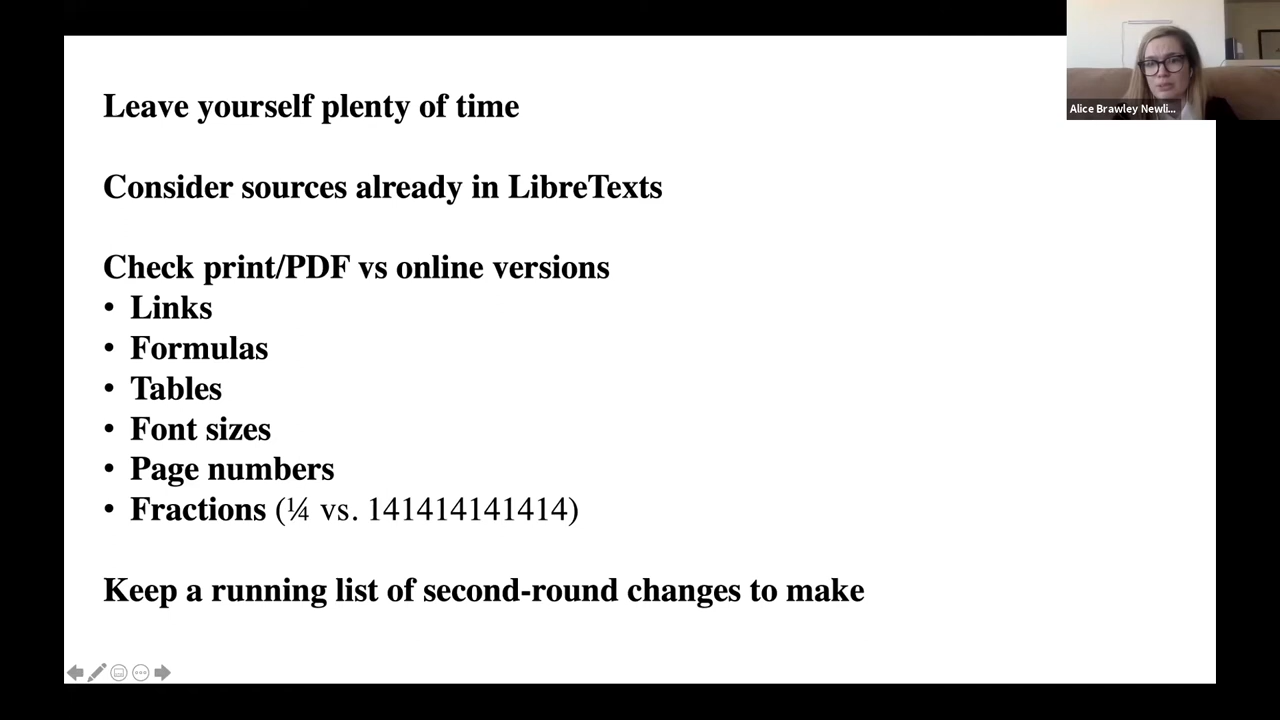 Leave yourself plenty of time
Consider sources already in LibreTexts
Check print/PDF vs online versions
• Links
• Formulas
• Tables
• Font sizes
• Page numbers
• Fractions (¼ vs. 141414141414)
Keep a running list of second-round changes to make
Alice Brawley Newli...